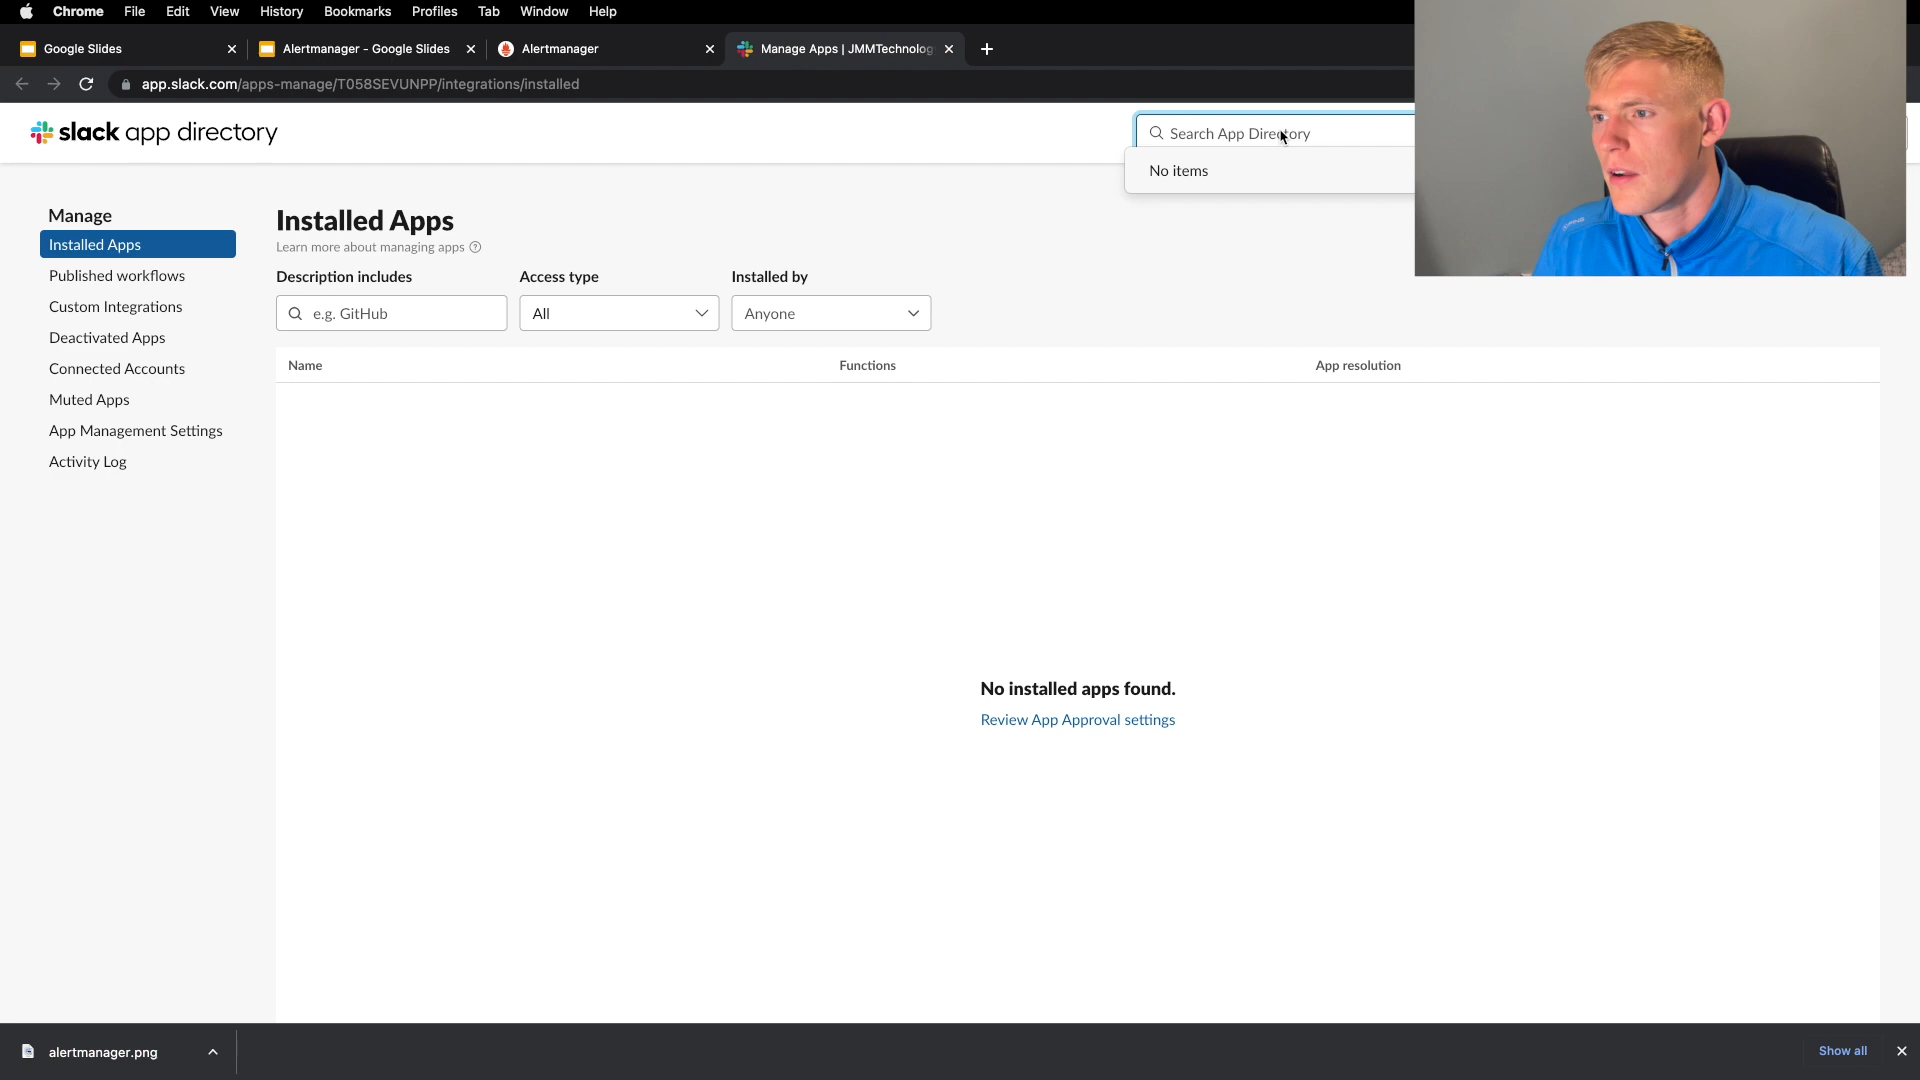 Chrome File Edit View History Bookmarks Profiles Tab Window Help
Google Slides
Alertmanager - Google Slides
Alertmanager
Manage Apps | JMMTechnolog
app.slack.com/apps-manage/T058SEVUNPP/integrations/installed
slack app directory
Search App Directory
No items
Manage
Installed Apps
Published workflows
Custom Integrations
Deactivated Apps
Connected Accounts
Muted Apps
App Management Settings
Activity Log
Installed Apps
Learn more about managing apps
Description includes
Access type
Installed by
e.g. GitHub
All
Anyone
Name
Functions
App resolution
No installed apps found.
Review App Approval settings
alertmanager.png
Show all